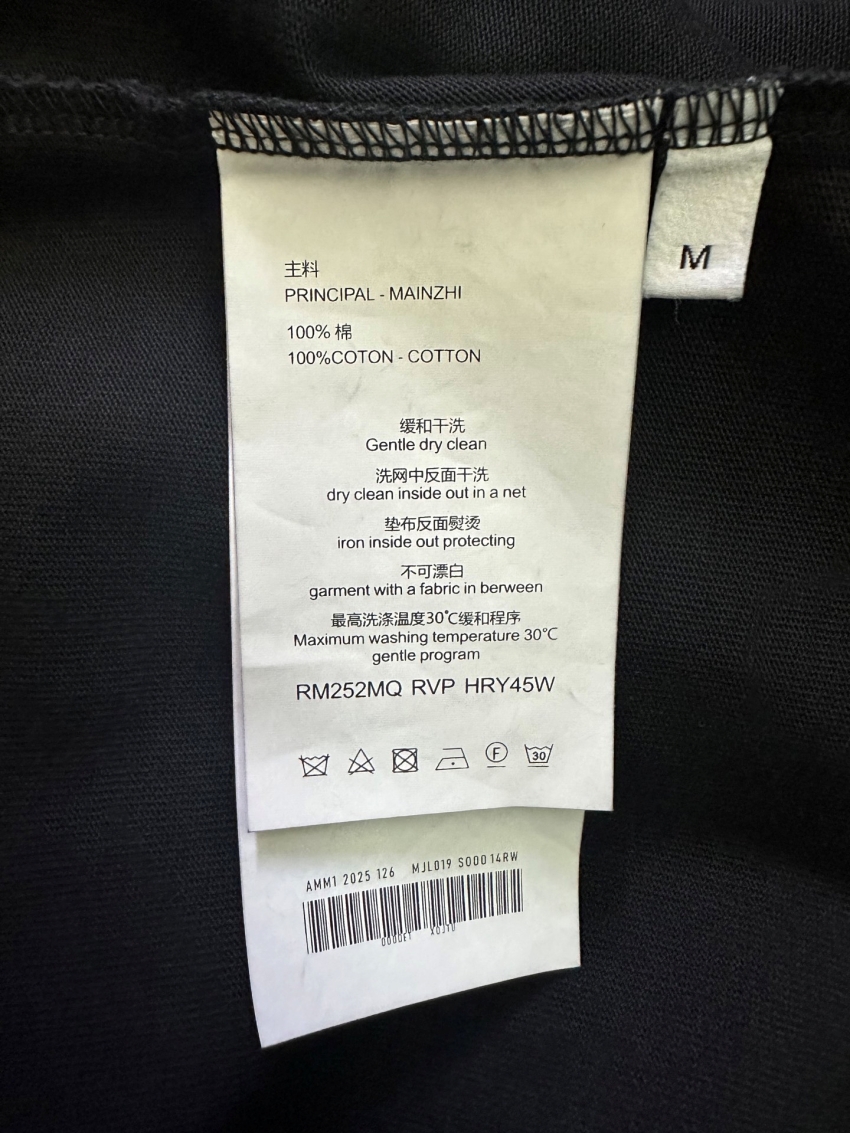 主料
PRINCIPAL - MAINZHI
100% 棉
100%COTON - COTTON
缓和干洗
Gentle dry clean
洗网中反面干洗
dry clean inside out in a net
垫布反面熨烫
iron inside out protecting
不可漂白
garment with a fabric in berween
最高洗涤温度30℃缓和程序
Maximum washing temperature 30℃
gentle program
RM252MQ RVP HRY45W
F
30
M
AMM1 2025 126 MJL019 S00014RW